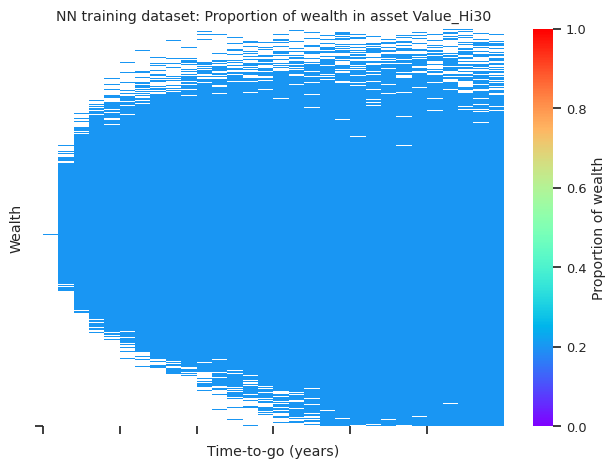 NN training dataset: Proportion of wealth in asset Value_Hi30
Wealth
Time-to-go (years)
1.0
0.8
0.6
0.4
0.2
0.0
Proportion of wealth